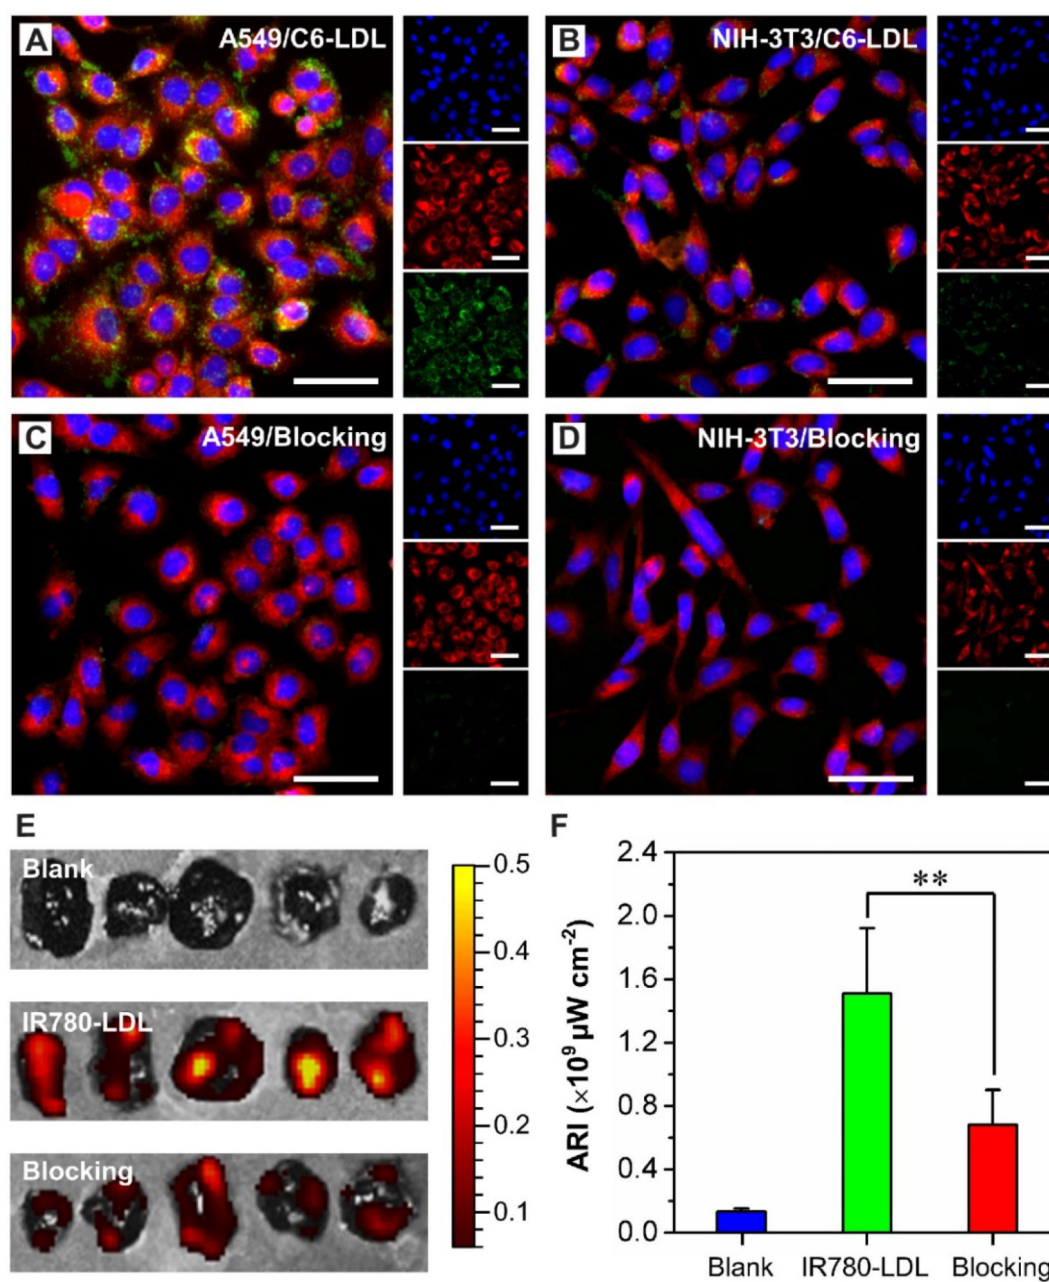 A
A549/C6-LDL
B
NIH-3T3/C6-LDL
C
A549/Blocking
D
NIH-3T3/Blocking
E
Blank
IR780-LDL
Blocking
0.5
0.4
0.3
0.2
0.1
F
ARI (×10⁹ μW cm⁻²)
2.4
2.0
1.6
1.2
0.8
0.4
0.0
**
Blank IR780-LDL Blocking